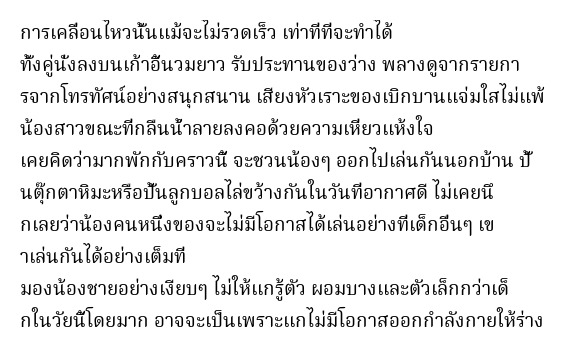 การเคลื่อนไหวนั้นแม้จะไม่รวดเร็ว เท่าที่ทีจะทำได้
ทั้งคู่นั่งลงบนเก้าอี้นวมยาว รับประทานของว่าง พลางดูจากรายกา
รจากโทรทัศน์อย่างสนุกสนาน เสียงหัวเราะของเบิกบานแจ่มใสไม่แพ้
น้องสาวขณะที่กลืนน้ำลายลงคอด้วยความเหี่ยวแห้งใจ
เคยคิดว่ามากพักกับคราวนี้ จะชวนน้องๆ ออกไปเล่นกันนอกบ้าน ปั้
นตุ๊กตาหิมะหรือปั้นลูกบอลไล่ขว้างกันในวันที่อากาศดี ไม่เคยนึ
กเลยว่าน้องคนหนึ่งของจะไม่มีโอกาสได้เล่นอย่างที่เด็กอื่นๆ เข
าเล่นกันได้อย่างเต็มที่
มองน้องชายอย่างเงียบๆ ไม่ให้แกรู้ตัว ผอมบางและตัวเล็กกว่าเด็
กในวัยนี้โดยมาก อาจจะเป็นเพราะแกไม่มีโอกาสออกกำลังกายให้ร่าง